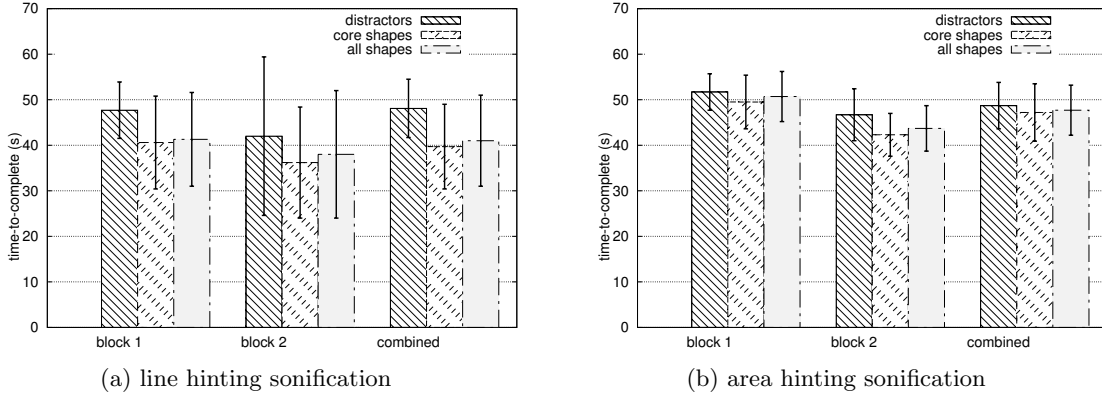 70
60
50
40
30
20
10
0
time-to-complete (s)
distractors
core shapes
all shapes
block 1 block 2 combined
(a) line hinting sonification
70
60
50
40
30
20
10
0
time-to-complete (s)
distractors
core shapes
all shapes
block 1 block 2 combined
(b) area hinting sonification